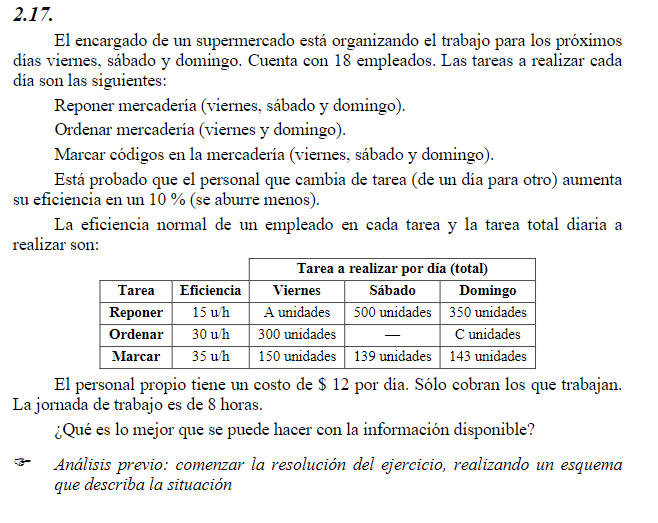 2.17.
El encargado de un supermercado está organizando el trabajo para los próximos
días viernes, sábado y domingo. Cuenta con 18 empleados. Las tareas a realizar cada
día son las siguientes:
Reponer mercadería (viernes, sábado y domingo).
Ordenar mercadería (viernes y domingo).
Marcar códigos en la mercadería (viernes, sábado y domingo).
Está probado que el personal que cambia de tarea (de un día para otro) aumenta
su eficiencia en un 10 % (se aburre menos).
La eficiencia normal de un empleado en cada tarea y la tarea total diaria a
realizar son:
Tarea a realizar por día (total)
Tarea Eficiencia Viernes Sábado Domingo
Reponer 15 u/h A unidades 500 unidades 350 unidades
Ordenar 30 u/h 300 unidades — C unidades
Marcar 35 u/h 150 unidades 139 unidades 143 unidades
El personal propio tiene un costo de $ 12 por día. Sólo cobran los que trabajan.
La jornada de trabajo es de 8 horas.
¿Qué es lo mejor que se puede hacer con la información disponible?
Análisis previo: comenzar la resolución del ejercicio, realizando un esquema
que describa la situación